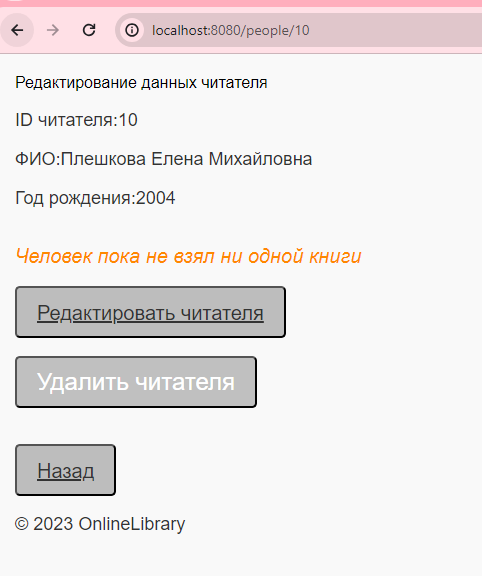 localhost:8080/people/10
Редактирование данных читателя
ID читателя:10
ФИО:Плешкова Елена Михайловна
Год рождения:2004
Человек пока не взял ни одной книги
Редактировать читателя
Удалить читателя
Назад
© 2023 OnlineLibrary